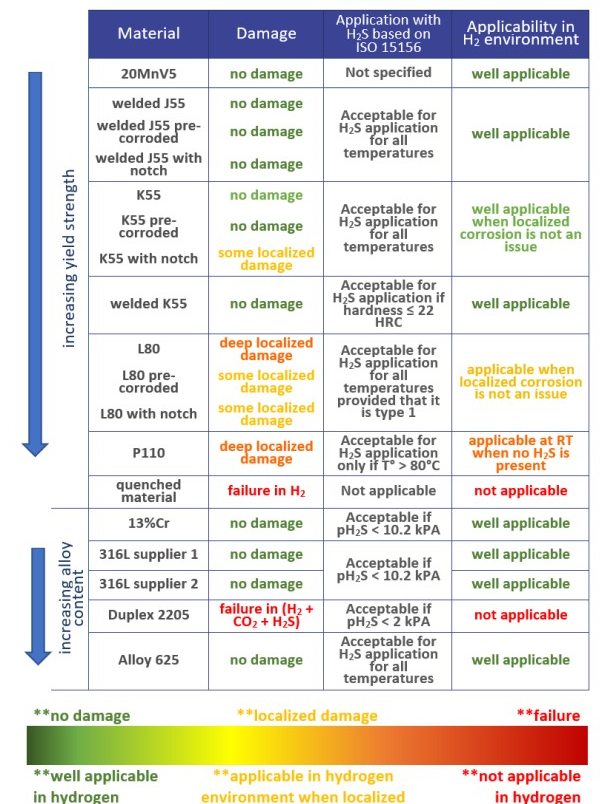 Material
Damage
Application with
H₂S based on
ISO 15156
Applicability in
H₂ environment
increasing yield strength
20MnV5
no damage
Not specified
well applicable
welded J55
no damage
welded J55 pre-
corroded
no damage
welded J55 with
notch
no damage
Acceptable for
H₂S application
for all
temperatures
well applicable
K55
no damage
K55 pre-
corroded
no damage
K55 with notch
some localized
damage
Acceptable for
H₂S application
for all
temperatures
well applicable
when localized
corrosion is not an
issue
welded K55
no damage
Acceptable for
H₂S application if
hardness ≤ 22
HRC
well applicable
L80
deep localized
damage
L80 pre-
corroded
some localized
damage
L80 with notch
some localized
damage
Acceptable for
H₂S application
for all
temperatures
provided that it
is type 1
applicable when
localized corrosion
is not an issue
P110
deep localized
damage
Acceptable for
H₂S application
only if T° > 80°C
applicable at RT
when no H₂S is
present
quenched
material
failure in H₂
Not applicable
not applicable
increasing alloy
content
13%Cr
no damage
Acceptable if
pH₂S < 10.2 kPA
well applicable
316L supplier 1
no damage
well applicable
Acceptable if
pH₂S < 10.2 kPA
316L supplier 2
no damage
well applicable
Duplex 2205
failure in (H₂ +
CO₂ + H₂S)
Acceptable if
pH₂S < 2 kPA
not applicable
Alloy 625
no damage
Acceptable for
H₂S application
for all
temperatures
well applicable
**no damage
**localized damage
**failure
**well applicable
in hydrogen
**applicable in hydrogen
environment when localized
**not applicable
in hydrogen